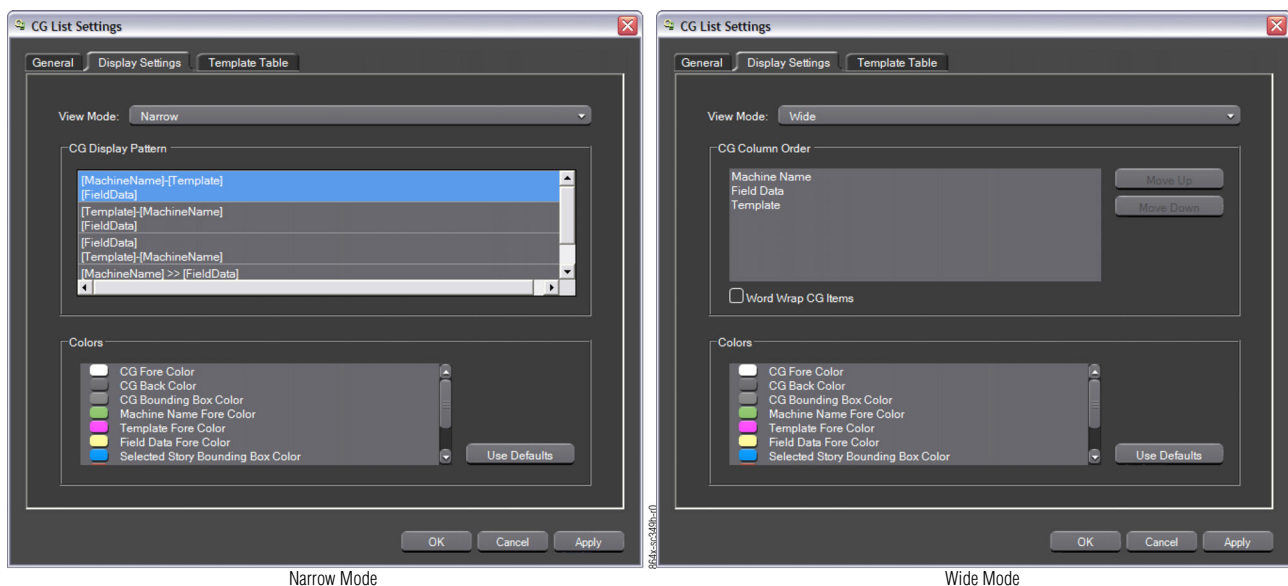 CG List Settings
General Display Settings Template Table
View Mode: Narrow
CG Display Pattern
[MachineName]-[Template]
[FieldData]
[Template]-[MachineName]
[FieldData]
[FieldData]
[Template]-[MachineName]
[MachineName] >> [FieldData]
Colors
CG Fore Color
CG Back Color
CG Bounding Box Color
Machine Name Fore Color
Template Fore Color
Field Data Fore Color
Selected Story Bounding Box Color
Use Defaults
OK Cancel Apply
Narrow Mode
864x-sc349b-r0
CG List Settings
General Display Settings Template Table
View Mode: Wide
CG Column Order
Machine Name
Field Data
Template
Move Up
Move Down
Word Wrap CG Items
Colors
CG Fore Color
CG Back Color
CG Bounding Box Color
Machine Name Fore Color
Template Fore Color
Field Data Fore Color
Selected Story Bounding Box Color
Use Defaults
OK Cancel Apply
Wide Mode